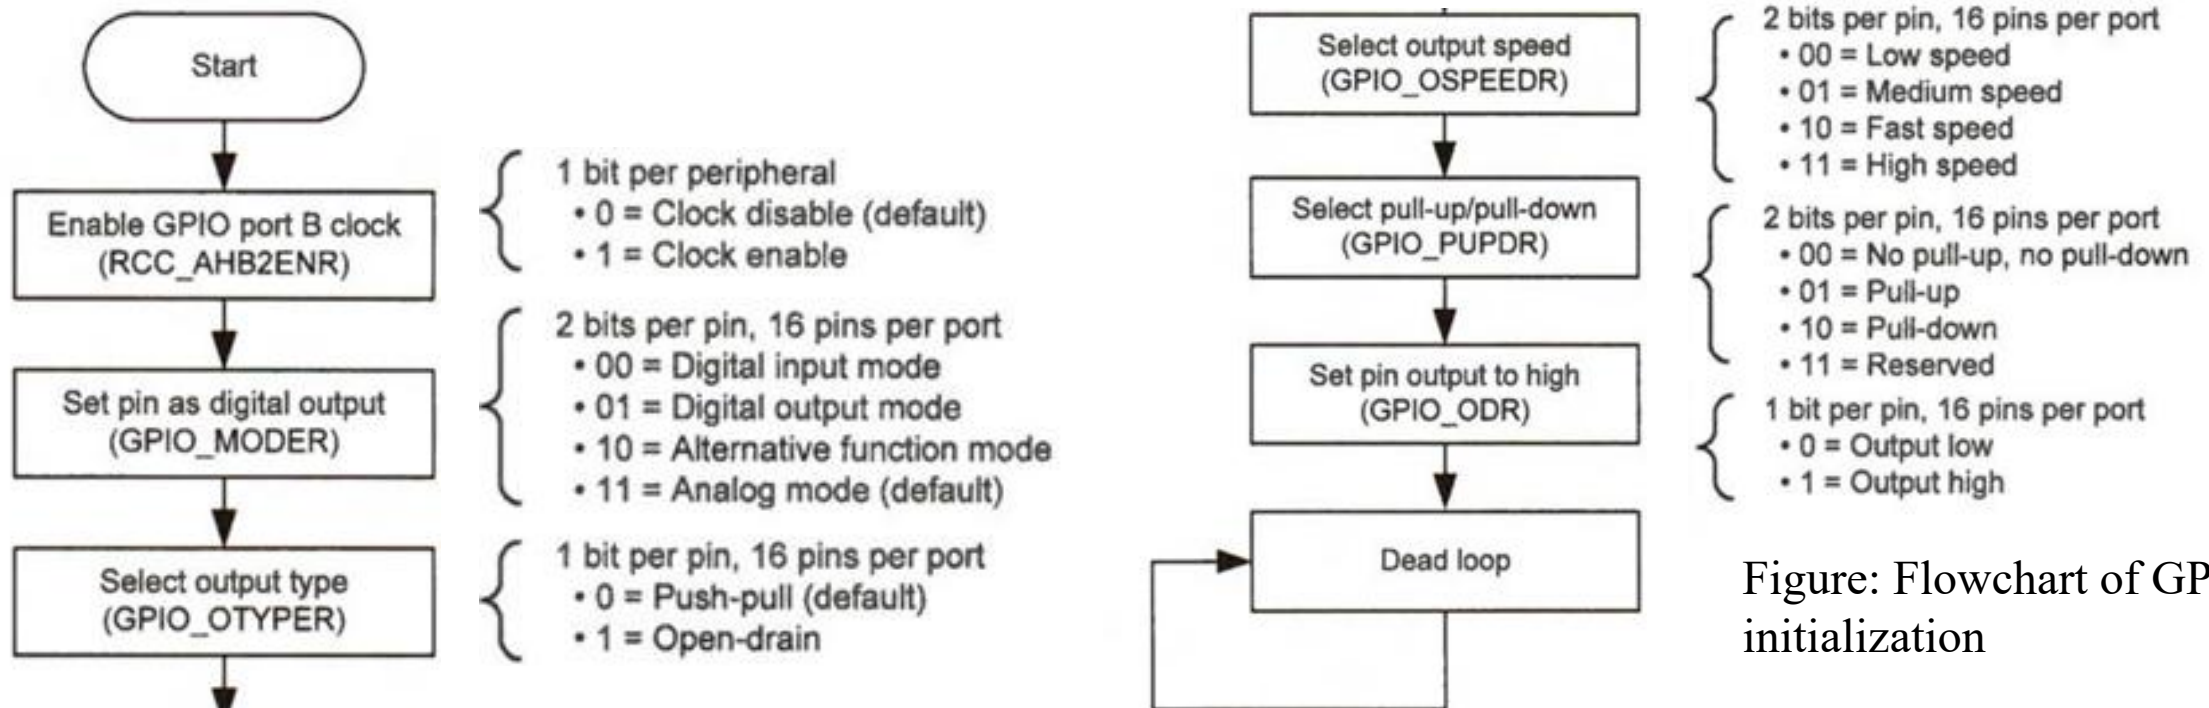 Start
Enable GPIO port B clock
(RCC_AHB2ENR)
1 bit per peripheral
• 0 = Clock disable (default)
• 1 = Clock enable
Set pin as digital output
(GPIO_MODER)
2 bits per pin, 16 pins per port
• 00 = Digital input mode
• 01 = Digital output mode
• 10 = Alternative function mode
• 11 = Analog mode (default)
Select output type
(GPIO_OTYPER)
1 bit per pin, 16 pins per port
• 0 = Push-pull (default)
• 1 = Open-drain
Select output speed
(GPIO_OSPEEDR)
2 bits per pin, 16 pins per port
• 00 = Low speed
• 01 = Medium speed
• 10 = Fast speed
• 11 = High speed
Select pull-up/pull-down
(GPIO_PUPDR)
2 bits per pin, 16 pins per port
• 00 = No pull-up, no pull-down
• 01 = Pull-up
• 10 = Pull-down
• 11 = Reserved
Set pin output to high
(GPIO_ODR)
1 bit per pin, 16 pins per port
• 0 = Output low
• 1 = Output high
Dead loop
Figure: Flowchart of GP
initialization